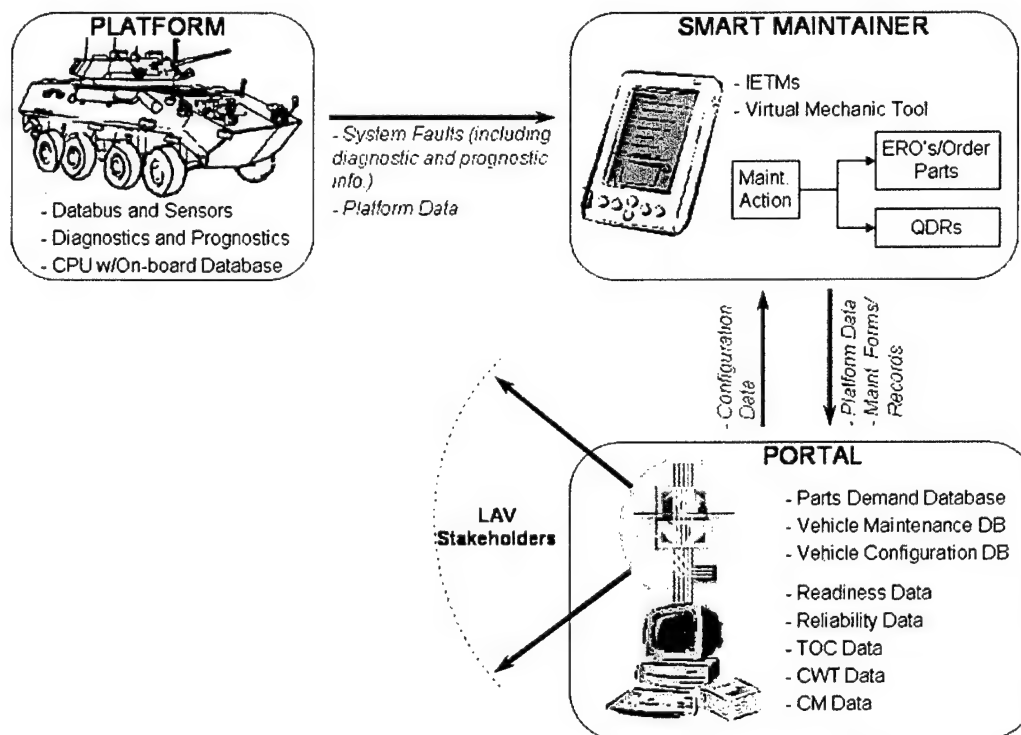 PLATFORM
- Databus and Sensors
- Diagnostics and Prognostics
- CPU w/On-board Database
- System Faults (including
diagnostic and prognostic
info.)
- Platform Data
SMART MAINTAINER
- IETMs
- Virtual Mechanic Tool
Maint.
Action
ERO's/Order
Parts
QDRs
- Configuration
Data
- Platform Data
- Maint. Forms/
Records
LAV
Stakeholders
PORTAL
- Parts Demand Database
- Vehicle Maintenance DB
- Vehicle Configuration DB
- Readiness Data
- Reliability Data
- TOC Data
- CWT Data
- CM Data